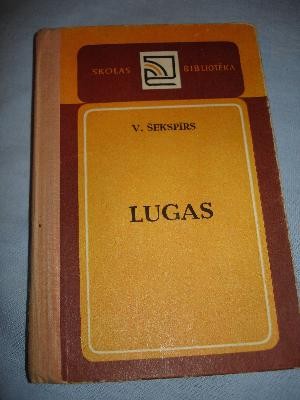 SKOLAS BIBLIOTĒKA
V. ŠEKSPĪRS
LUGAS